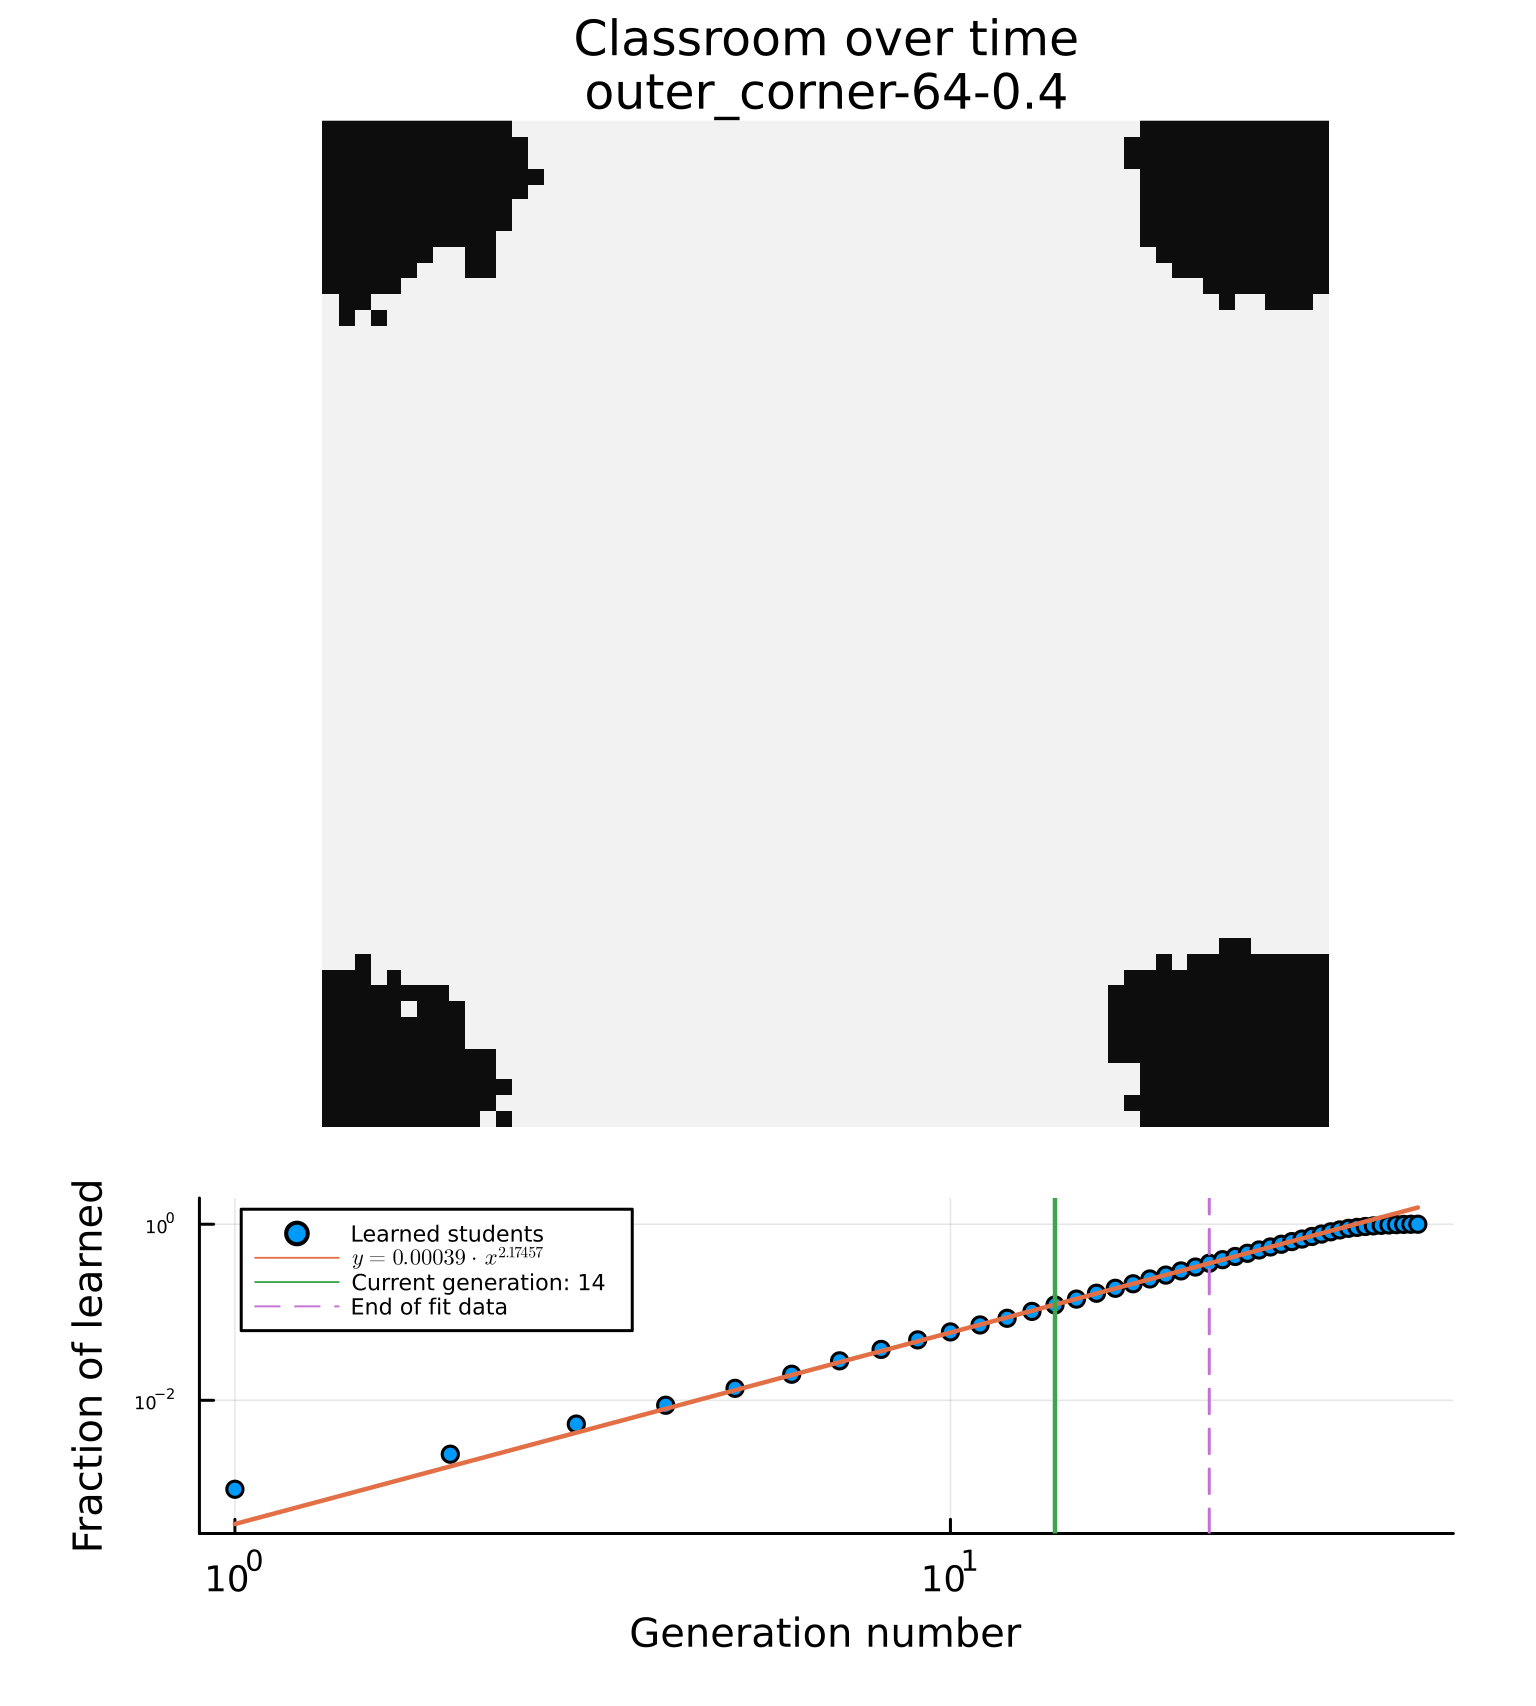 Classroom over time
outer_corner-64-0.4
Fraction of learned
10⁰
10⁻²
Learned students
y = 0.00039 · x^2.17457
Current generation: 14
End of fit data
10⁰
10¹
Generation number